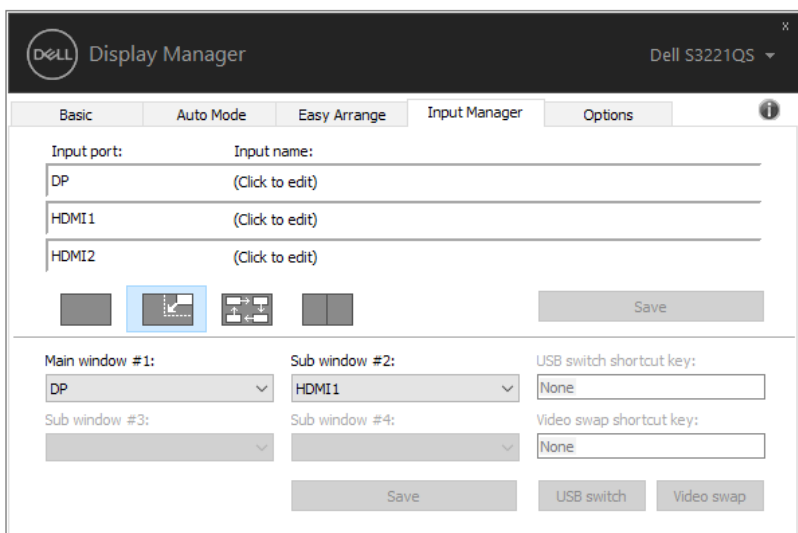 x
DELL Display Manager Dell S3221QS
Basic Auto Mode Easy Arrange Input Manager Options i
Input port: Input name:
DP (Click to edit)
HDMI1 (Click to edit)
HDMI2 (Click to edit)
Save
Main window #1: Sub window #2: USB switch shortcut key:
DP HDMI1 None
Sub window #3: Sub window #4: Video swap shortcut key:
None
Save USB switch Video swap